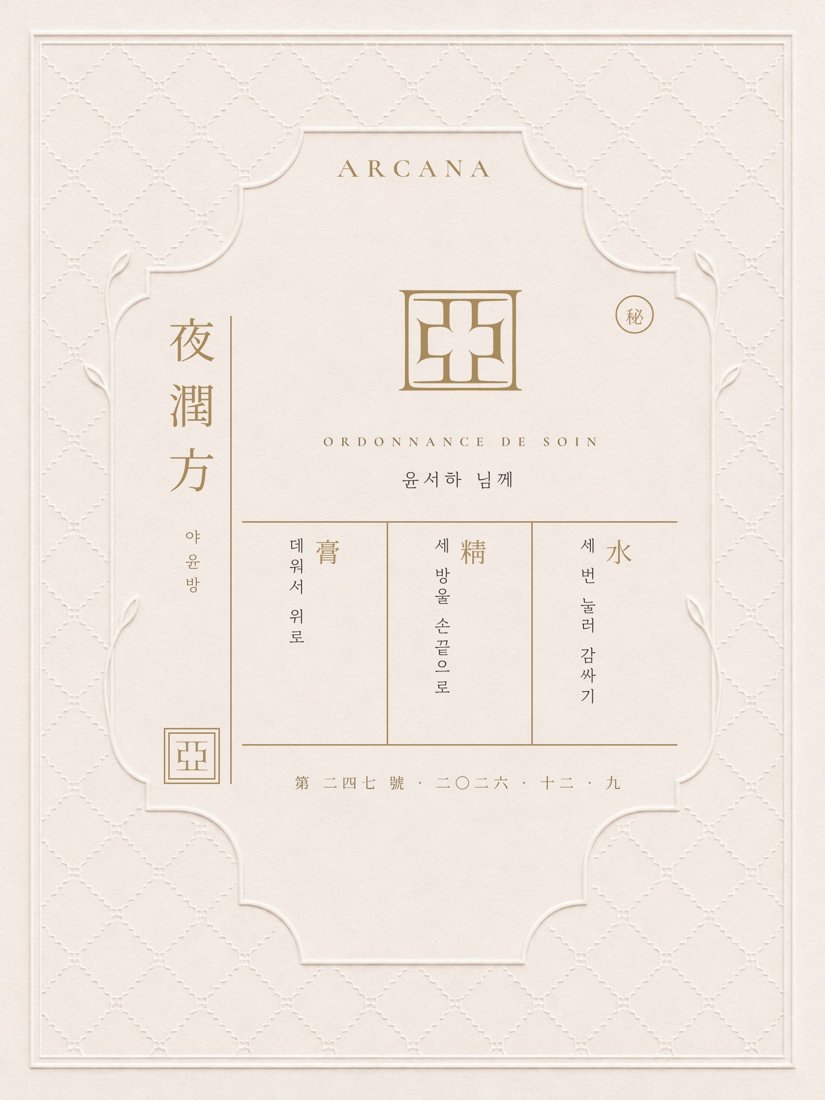 ARCANA
亞
秘
夜潤方
야윤방
亞
ORDONNANCE DE SOIN
윤서하 님께
水
세 번 눌러 감싸기
精
세 방울 손끝으로
膏
데워서 위로
第 二四七 號 · 二〇二六 · 十二 · 九